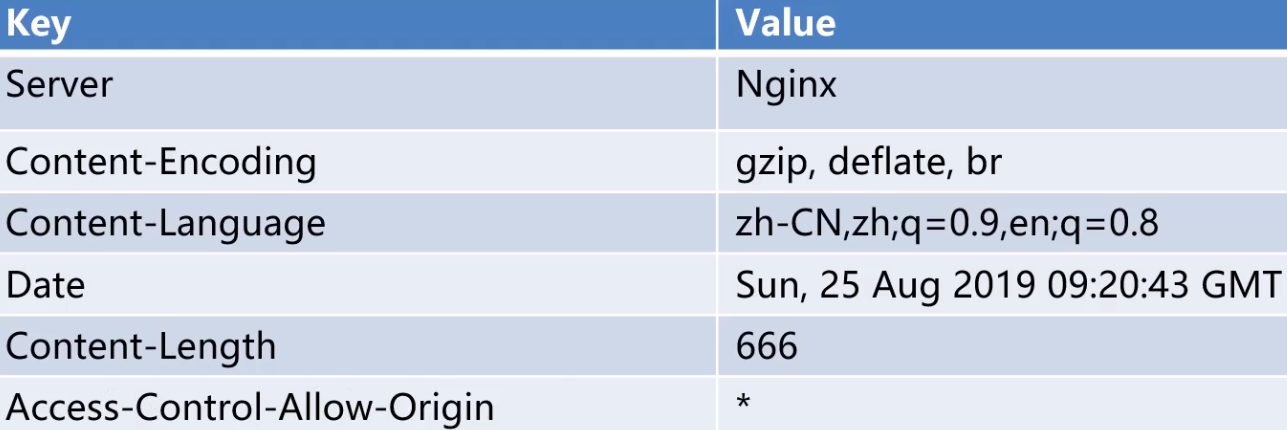 Key Value
Server Nginx
Content-Encoding gzip, deflate, br
Content-Language zh-CN,zh;q=0.9,en;q=0.8
Date Sun, 25 Aug 2019 09:20:43 GMT
Content-Length 666
Access-Control-Allow-Origin *